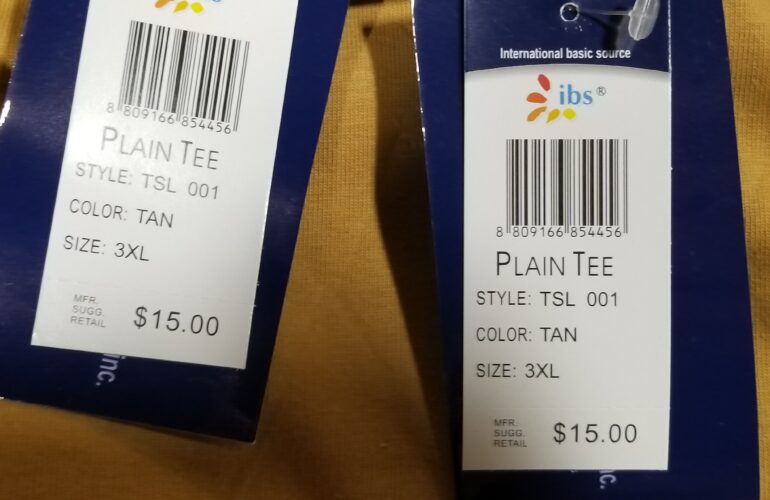 8 809166 854456
PLAIN TEE
STYLE: TSL 001
COLOR: TAN
SIZE: 3XL
MFR.
SUGG.
RETAIL
$15.00
inc.
International basic source
ibs®
8 809166 854456
PLAIN TEE
STYLE: TSL 001
COLOR: TAN
SIZE: 3XL
MFR.
SUGG.
RETAIL
$15.00
inc.